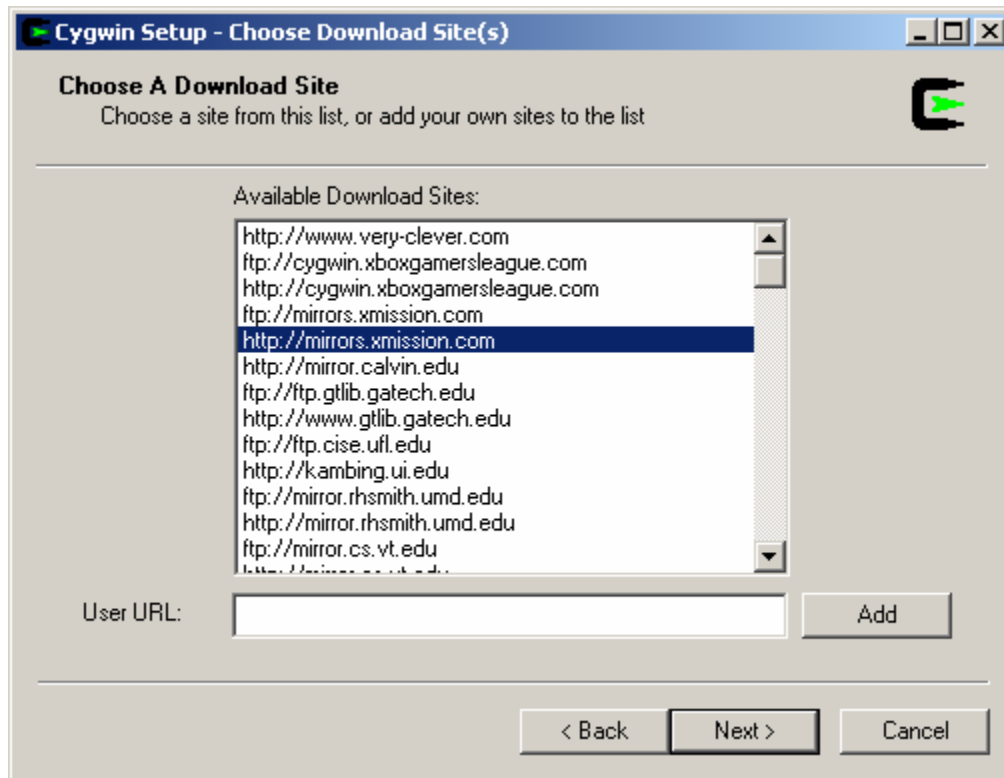 Cygwin Setup - Choose Download Site(s)
Choose A Download Site
Choose a site from this list, or add your own sites to the list
Available Download Sites:
http://www.very-clever.com
ftp://cygwin.xboxgamersleague.com
http://cygwin.xboxgamersleague.com
ftp://mirrors.xmission.com
http://mirrors.xmission.com
http://mirror.calvin.edu
ftp://ftp.gtlib.gatech.edu
http://www.gtlib.gatech.edu
ftp://ftp.cise.ufl.edu
http://kambing.ui.edu
ftp://mirror.rhsmith.umd.edu
http://mirror.rhsmith.umd.edu
ftp://mirror.cs.vt.edu
User URL:
Add
< Back
Next >
Cancel